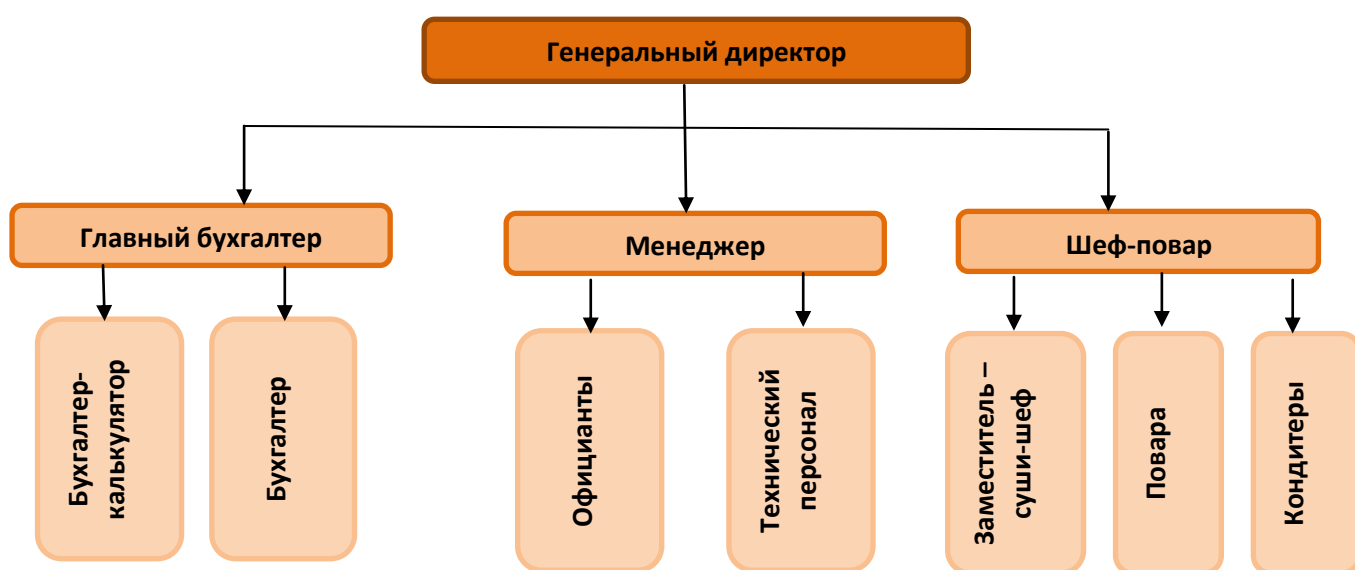 Генеральный директор
Главный бухгалтер
Менеджер
Шеф-повар
Бухгалтер-
калькулятор
Бухгалтер
Официанты
Технический
персонал
Заместитель –
суши-шеф
Повара
Кондитеры